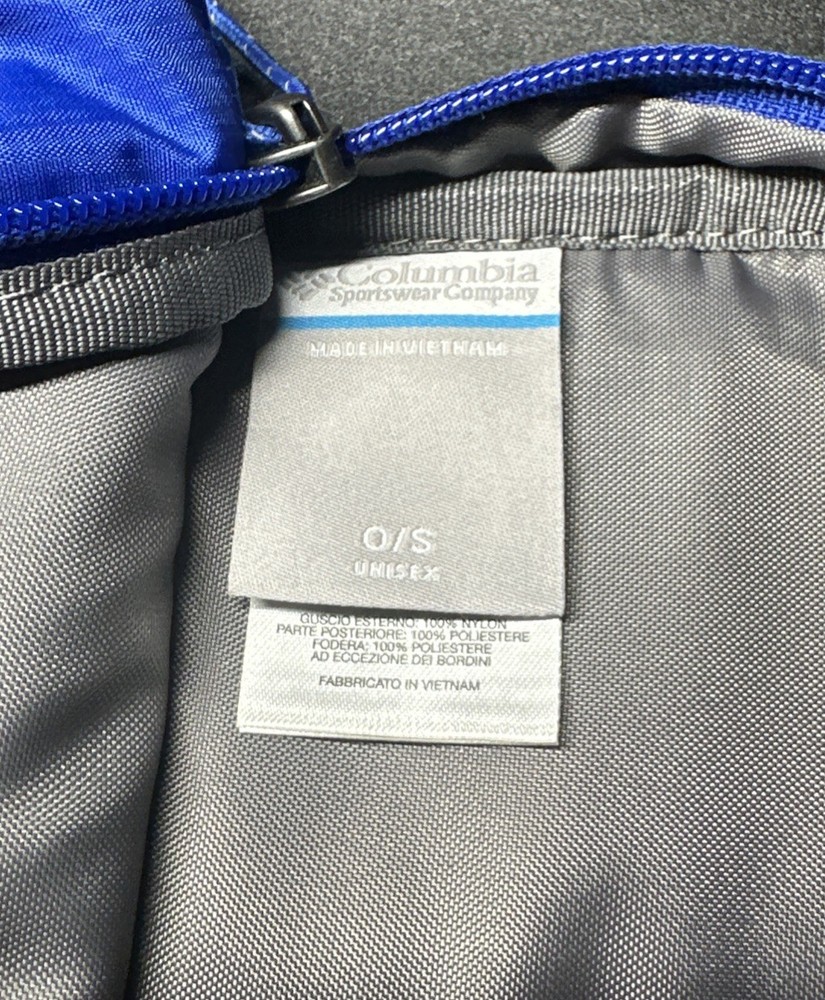 Columbia
Sportswear Company
MADE IN VIETNAM
O/S
UNISEX
GUSCIO ESTERNO: 100% NYLON
PARTE POSTERIORE: 100% POLIESTERE
FODERA: 100% POLIESTERE
AD ECCEZIONE DEI BORDINI
FABBRICATO IN VIETNAM